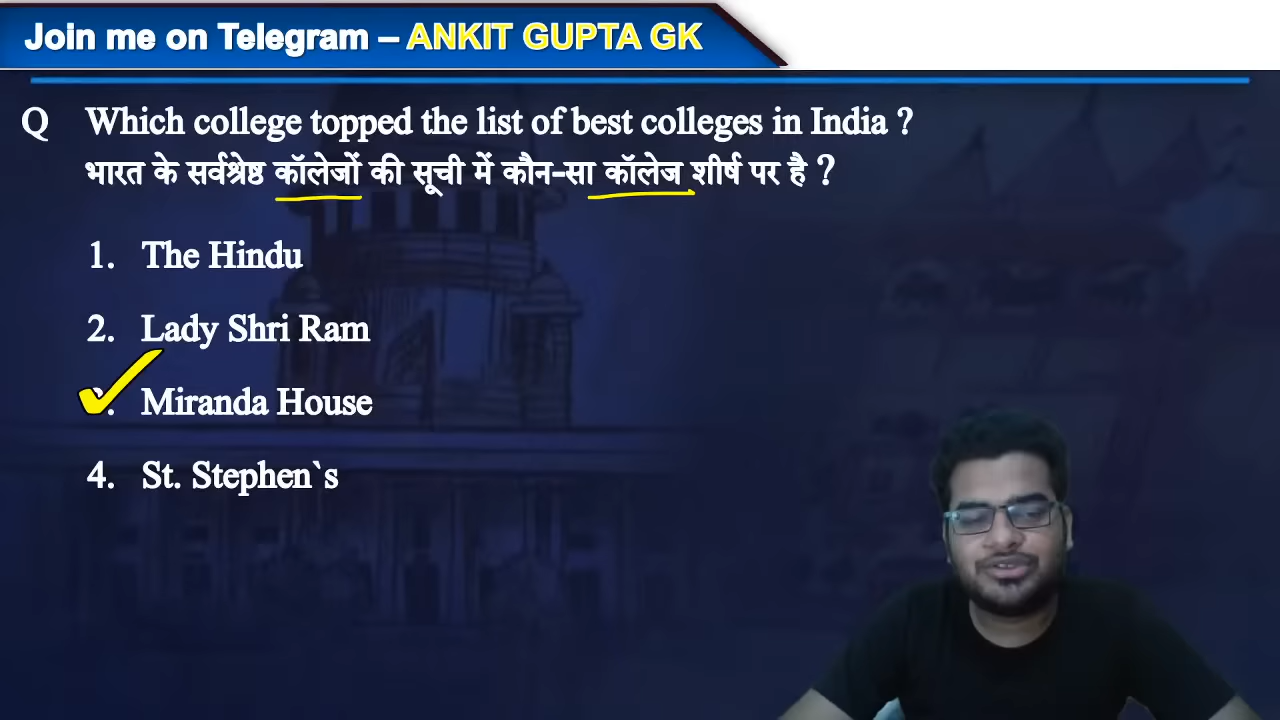 Join me on Telegram – ANKIT GUPTA GK
Q Which college topped the list of best colleges in India ?
भारत के सर्वश्रेष्ठ कॉलेजों की सूची में कौन-सा कॉलेज शीर्ष पर है ?
1. The Hindu
2. Lady Shri Ram
Miranda House
4. St. Stephen`s